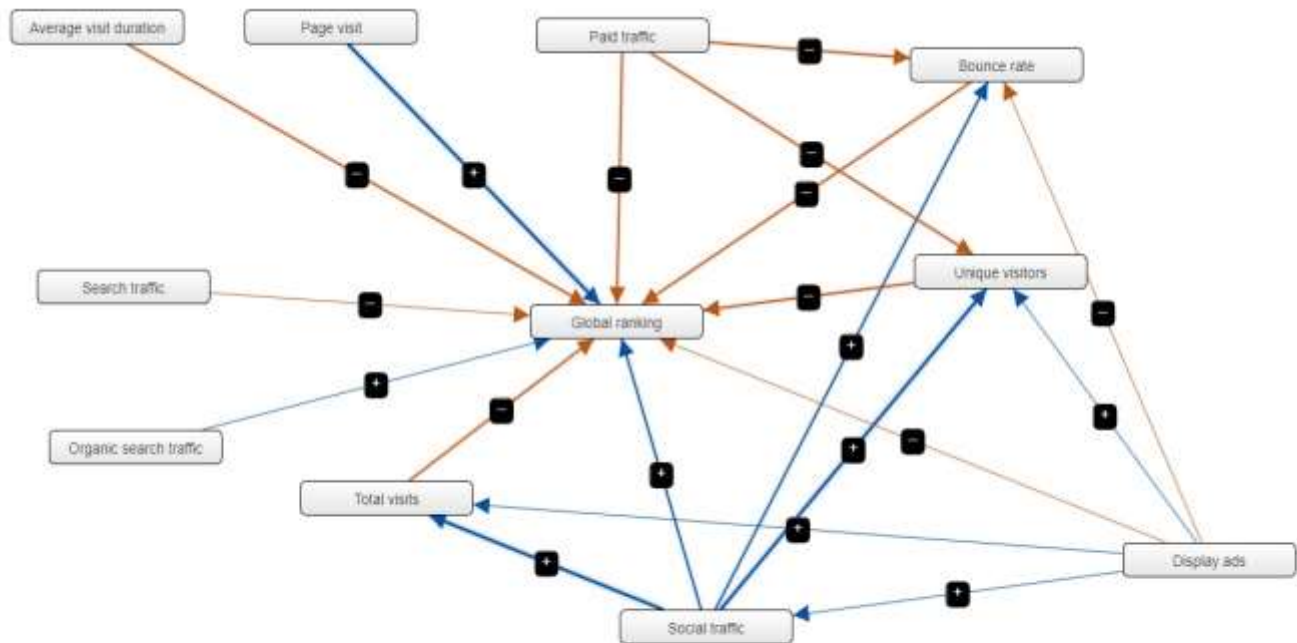 Average visit duration
Page visit
Paid traffic
Bounce rate
−
−
−
+
−
−
Search traffic
−
Unique visitors
−
Global ranking
−
+
+
Organic search traffic
−
+
−
+
+
Total visits
+
+
Display ads
+
Social traffic